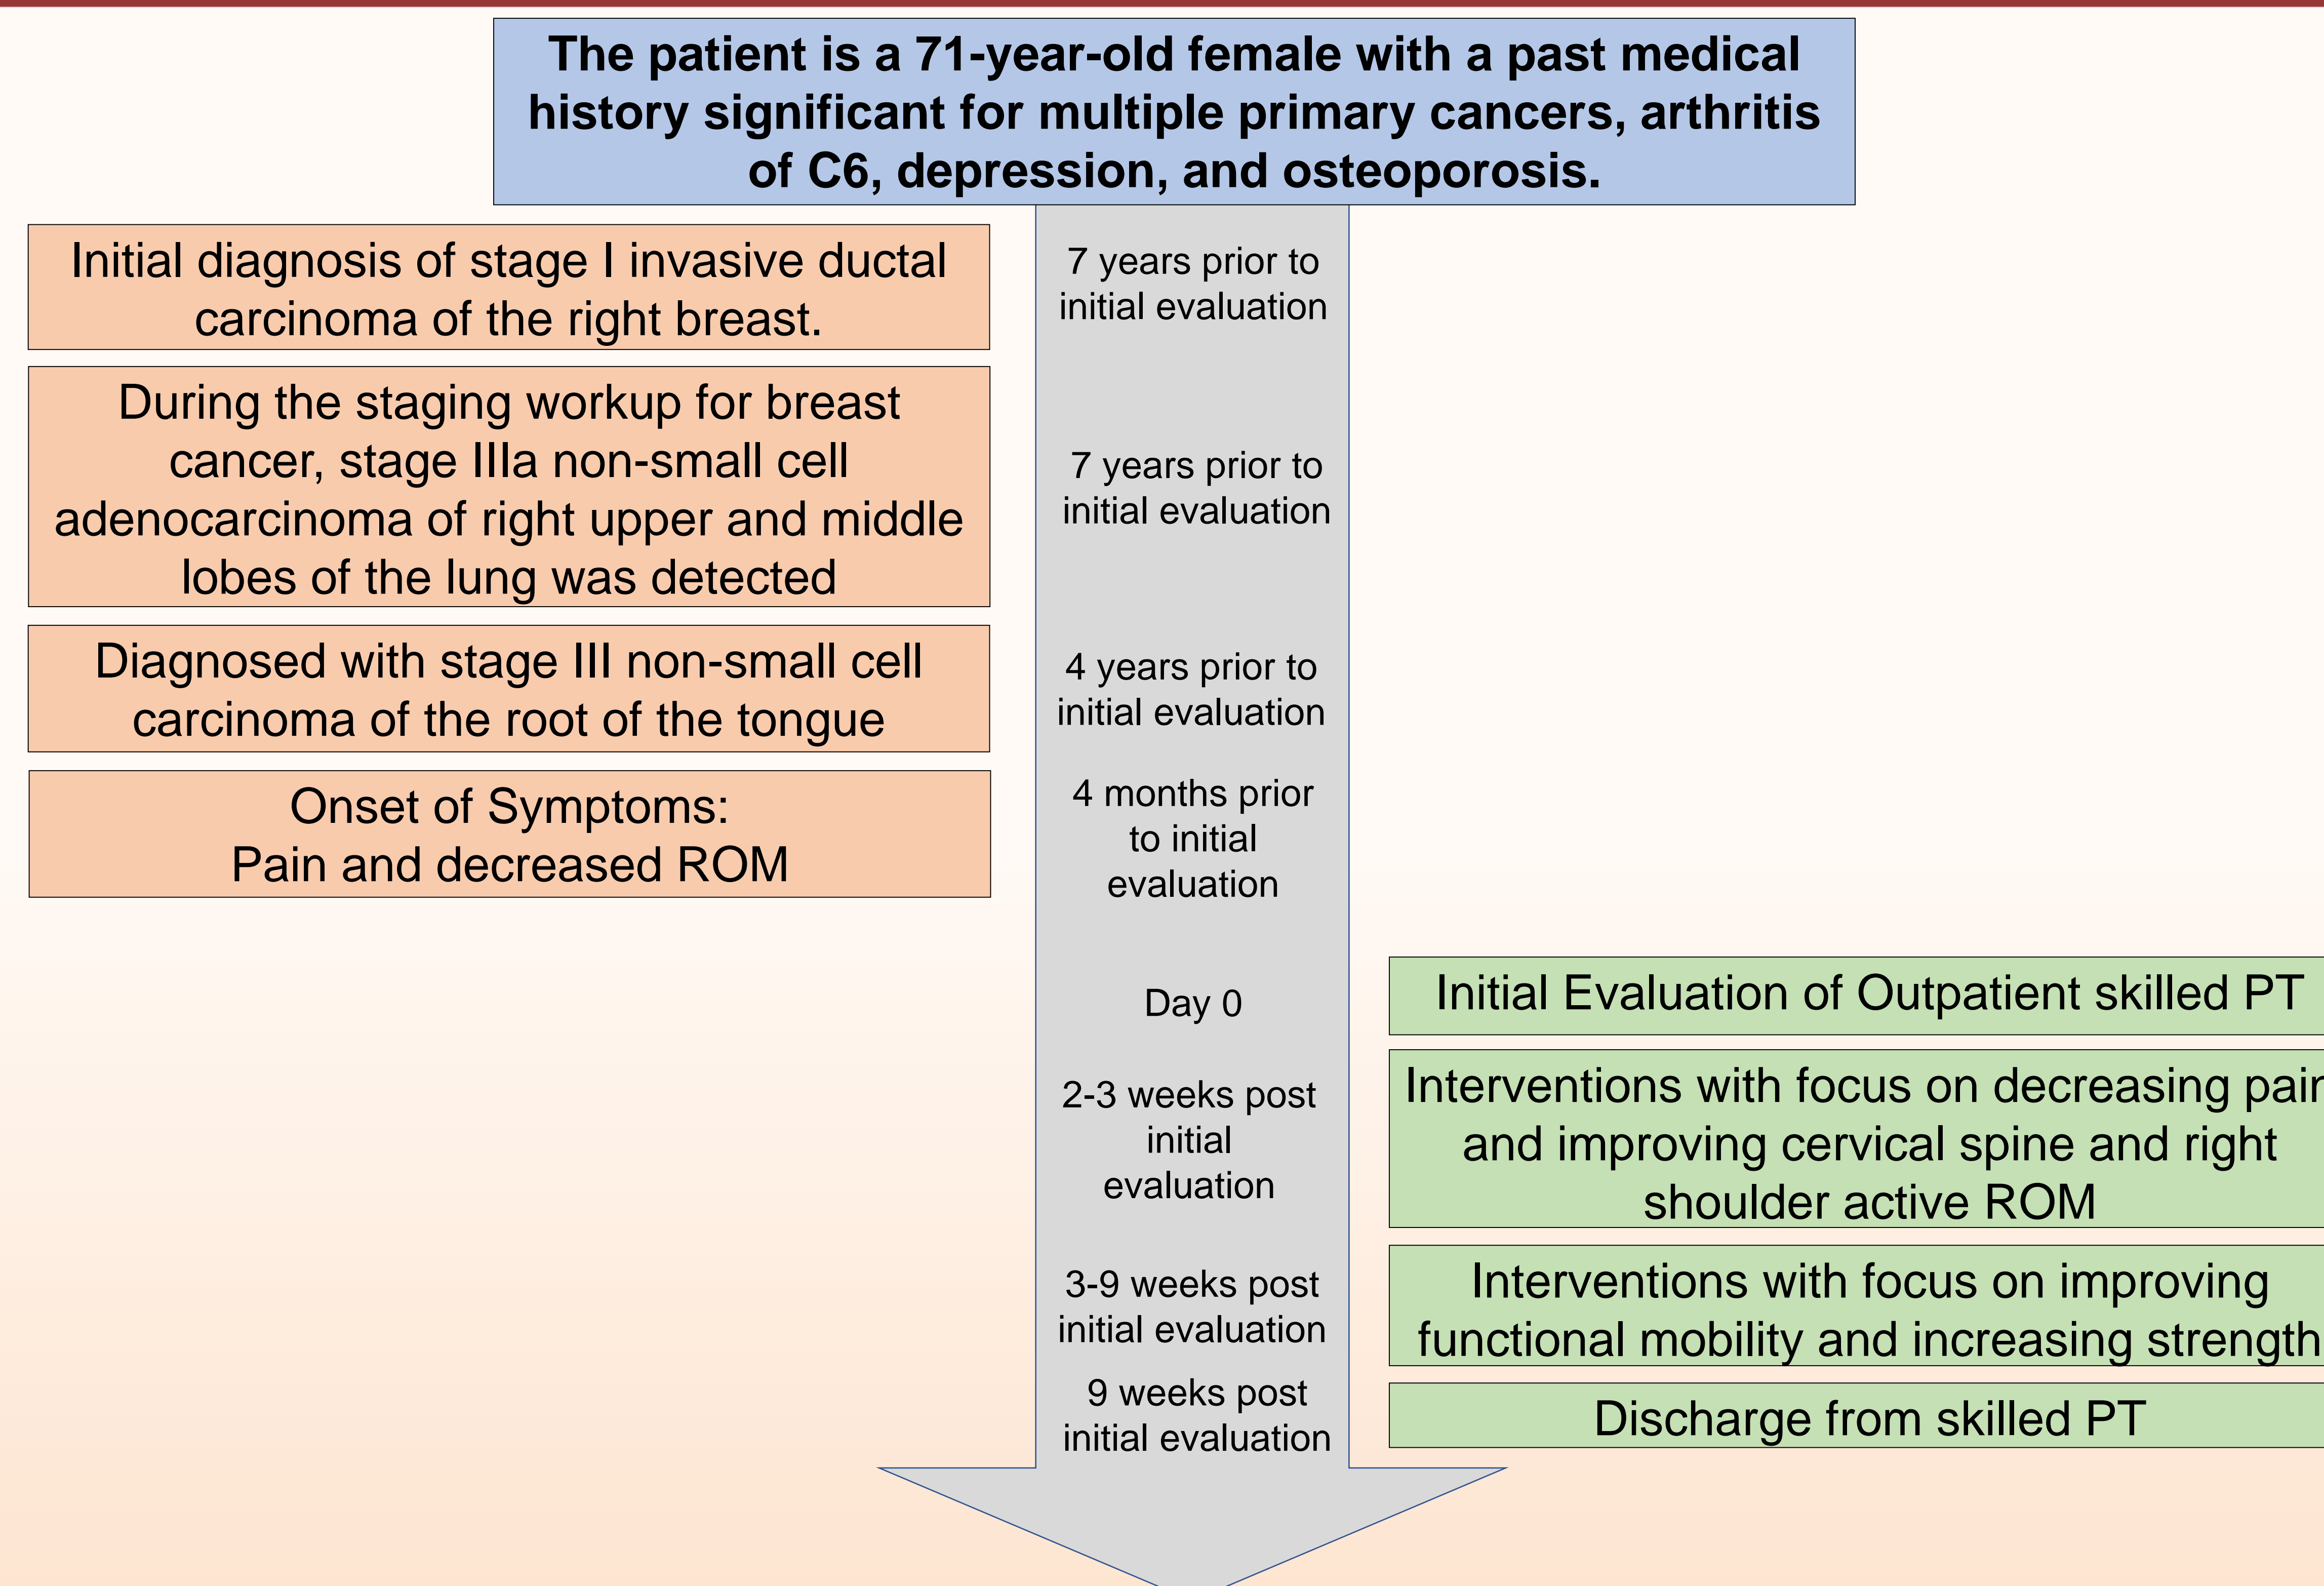 The patient is a 71-year-old female with a past medical
history significant for multiple primary cancers, arthritis
of C6, depression, and osteoporosis.
Initial diagnosis of stage I invasive ductal
carcinoma of the right breast.
7 years prior to
initial evaluation
During the staging workup for breast
cancer, stage IIIa non-small cell
adenocarcinoma of right upper and middle
lobes of the lung was detected
7 years prior to
initial evaluation
Diagnosed with stage III non-small cell
carcinoma of the root of the tongue
4 years prior to
initial evaluation
Onset of Symptoms:
Pain and decreased ROM
4 months prior
to initial
evaluation
Day 0
Initial Evaluation of Outpatient skilled PT
2-3 weeks post
initial
evaluation
Interventions with focus on decreasing pain
and improving cervical spine and right
shoulder active ROM
3-9 weeks post
initial evaluation
Interventions with focus on improving
functional mobility and increasing strength
9 weeks post
initial evaluation
Discharge from skilled PT